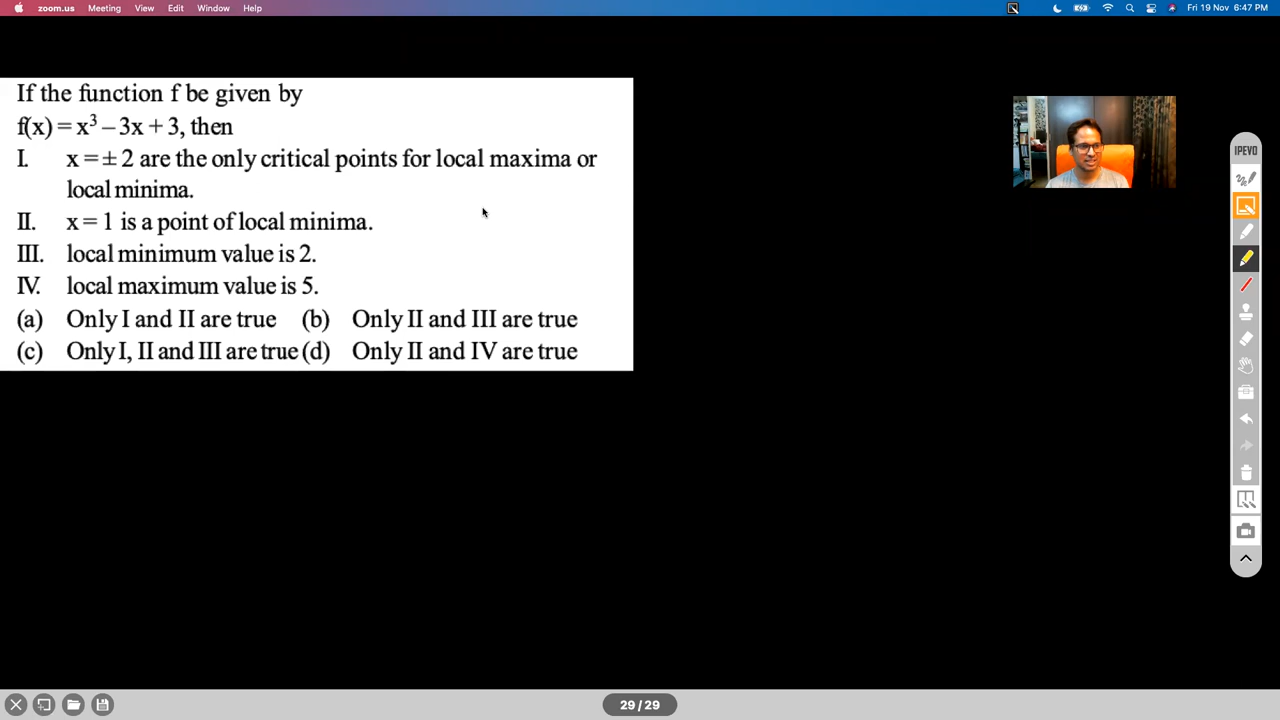 zoom.us Meeting View Edit Window Help Fri 19 Nov 6:47 PM
If the function f be given by
f(x) = x³ – 3x + 3, then
I. x = ± 2 are the only critical points for local maxima or
local minima.
II. x = 1 is a point of local minima.
III. local minimum value is 2.
IV. local maximum value is 5.
(a) Only I and II are true (b) Only II and III are true
(c) Only I, II and III are true (d) Only II and IV are true
IPEVO
29 / 29